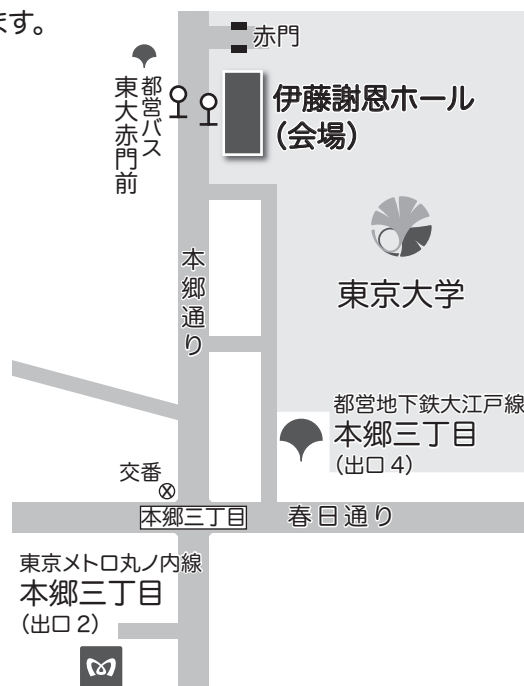 ます。
赤門
都営バス
東大赤門前
伊藤謝恩ホール
(会場)
本郷通り
東京大学
都営地下鉄大江戸線
本郷三丁目
(出口 4)
交番
本郷三丁目
春日通り
東京メトロ丸ノ内線
本郷三丁目
(出口 2)